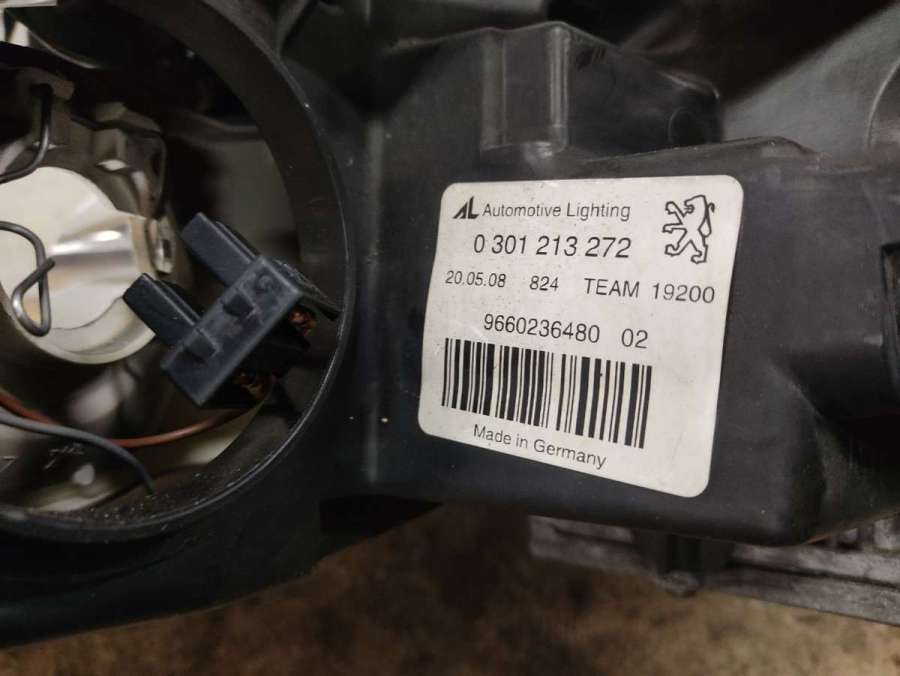 AL Automotive Lighting
0 301 213 272
20.05.08 824 TEAM 19200
9660236480 02
Made in Germany